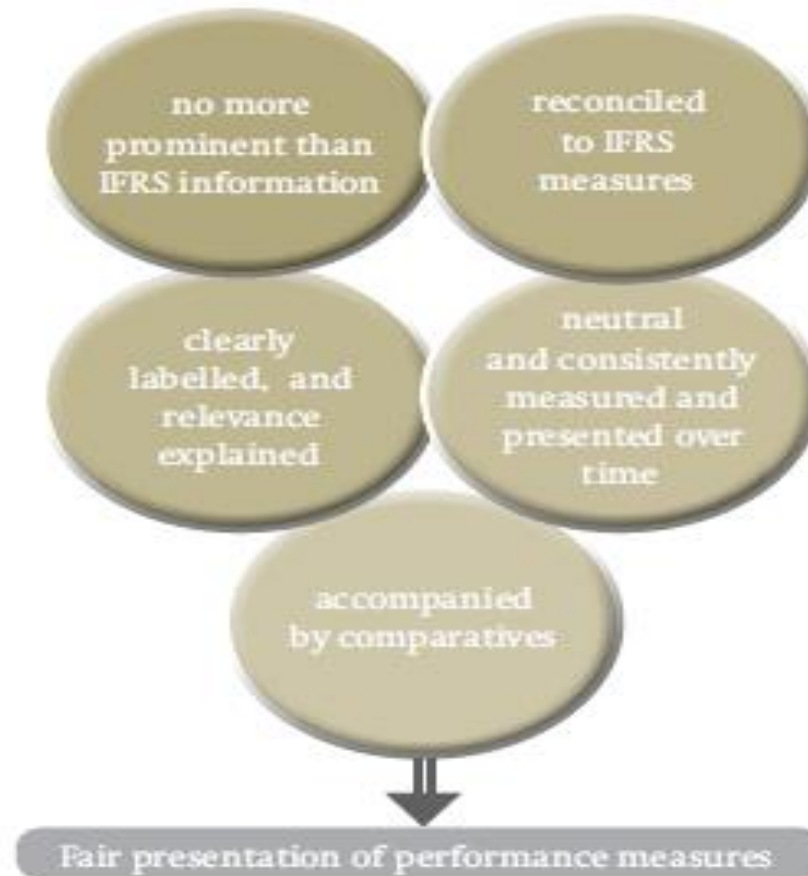 no more
prominent than
IFRS information
reconciled
to IFRS
measures
clearly
labelled, and
relevance
explained
neutral
and consistently
measured and
presented over
time
accompanied
by comparatives
Fair presentation of performance measures